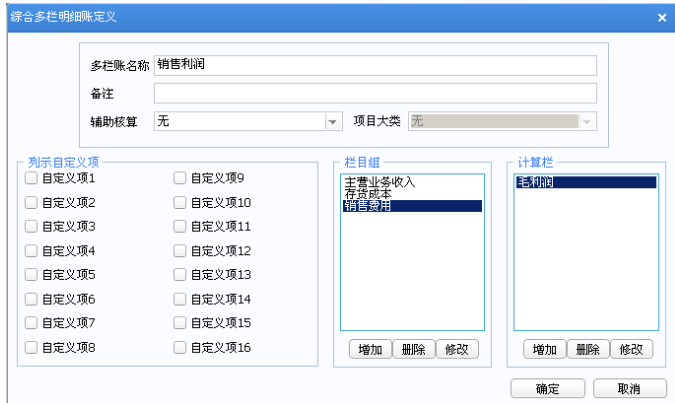 综合多栏明细账定义
多栏账名称 销售利润
备注
辅助核算 无 项目大类 无
列示自定义项 栏目组 计算栏
自定义项1 自定义项9 主营业务收入 毛利润
自定义项2 自定义项10 存货成本
自定义项3 自定义项11 销售费用
自定义项4 自定义项12
自定义项5 自定义项13
自定义项6 自定义项14
自定义项7 自定义项15
自定义项8 自定义项16 增加 删除 修改 增加 删除 修改
确定 取消